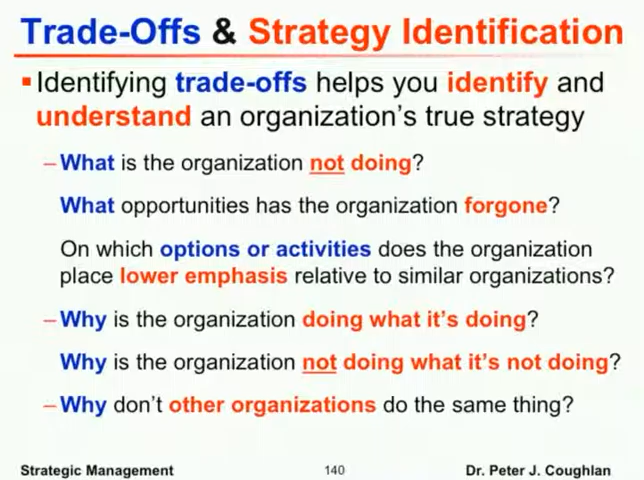 Trade-Offs & Strategy Identification
Identifying trade-offs helps you identify and
understand an organization's true strategy
– What is the organization not doing?
What opportunities has the organization forgone?
On which options or activities does the organization
place lower emphasis relative to similar organizations?
– Why is the organization doing what it's doing?
Why is the organization not doing what it's not doing?
– Why don't other organizations do the same thing?
Strategic Management 140 Dr. Peter J. Coughlan